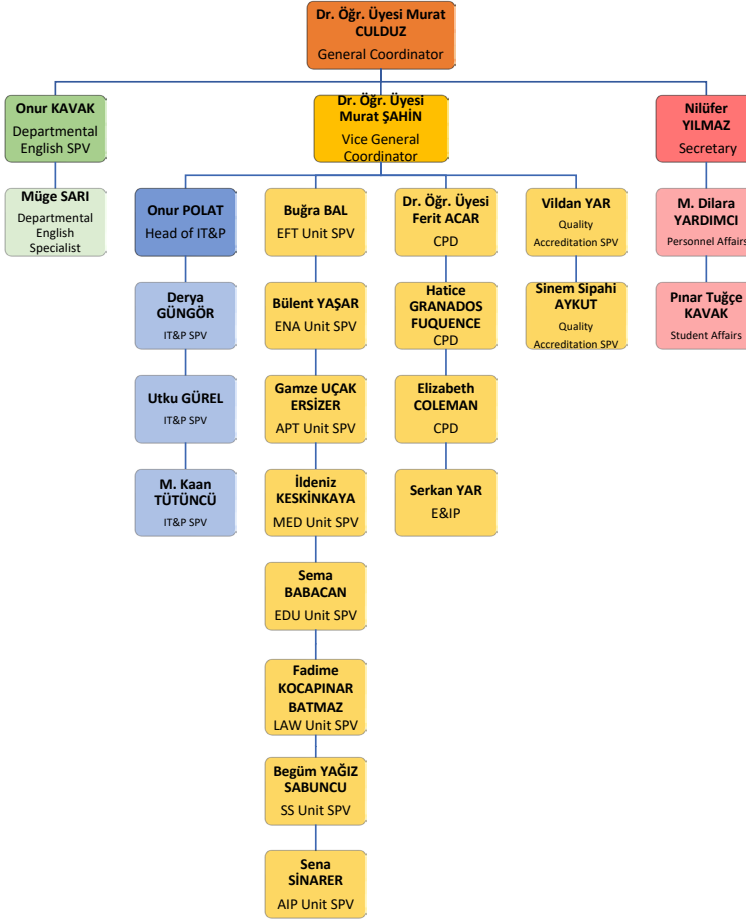 Dr. Öğr. Üyesi Murat
CULDUZ
General Coordinator
Onur KAVAK
Departmental
English SPV
Dr. Öğr. Üyesi
Murat ŞAHİN
Vice General
Coordinator
Nilüfer
YILMAZ
Secretary
Müge SARI
Departmental
English
Specialist
Onur POLAT
Head of IT&P
Buğra BAL
EFT Unit SPV
Dr. Öğr. Üyesi
Ferit ACAR
CPD
Vildan YAR
Quality
Accreditation SPV
M. Dilara
YARDIMCI
Personnel Affairs
Derya
GÜNGÖR
IT&P SPV
Bülent YAŞAR
ENA Unit SPV
Hatice
GRANADOS
FUQUENCE
CPD
Sinem Sipahi
AYKUT
Quality
Accreditation SPV
Pınar Tuğçe
KAVAK
Student Affairs
Utku GÜREL
IT&P SPV
Gamze UÇAK
ERSİZER
APT Unit SPV
Elizabeth
COLEMAN
CPD
M. Kaan
TÜTÜNCÜ
IT&P SPV
İldeniz
KESKİNKAYA
MED Unit SPV
Serkan YAR
E&IP
Sema
BABACAN
EDU Unit SPV
Fadime
KOCAPINAR
BATMAZ
LAW Unit SPV
Begüm YAĞIZ
SABUNCU
SS Unit SPV
Sena
SİNARER
AIP Unit SPV